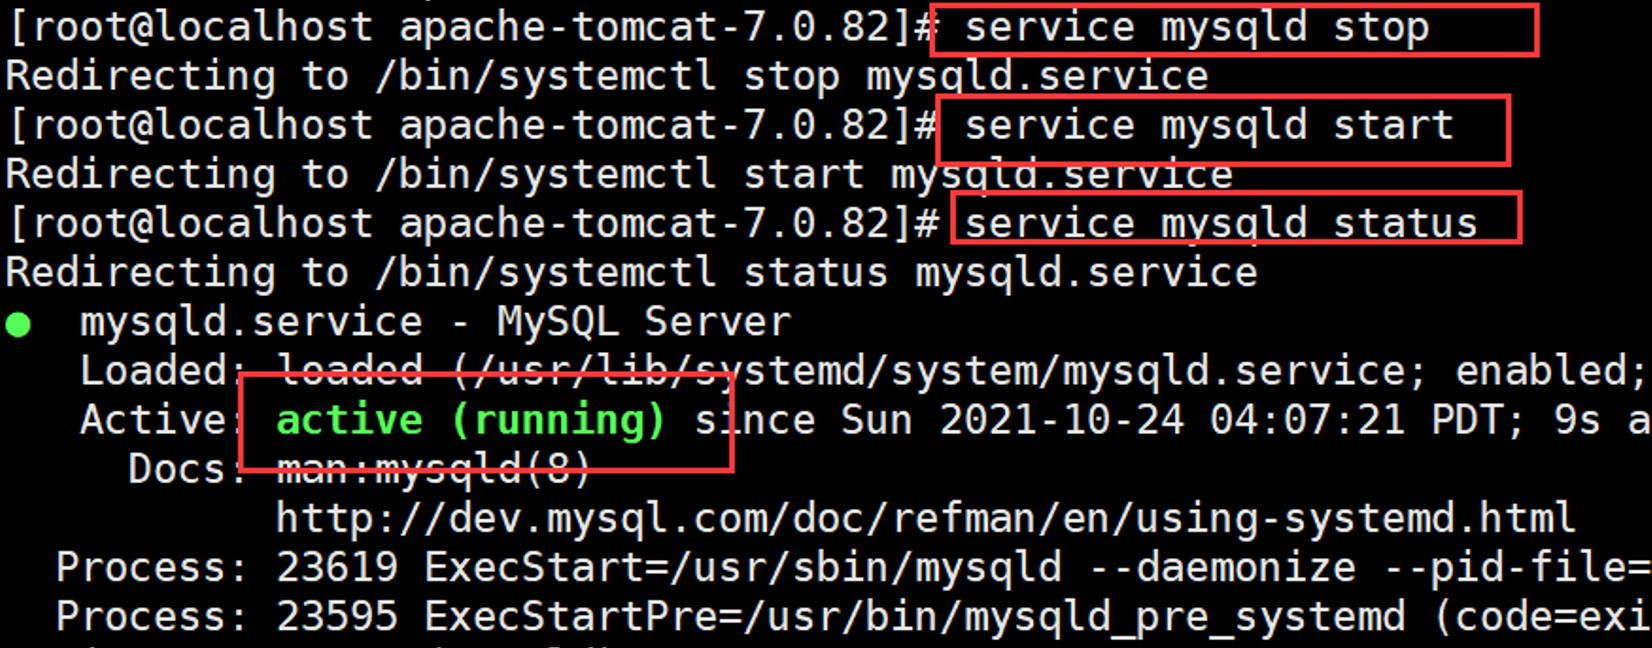 [root@localhost apache-tomcat-7.0.82]# service mysqld stop
Redirecting to /bin/systemctl stop mysqld.service
[root@localhost apache-tomcat-7.0.82]# service mysqld start
Redirecting to /bin/systemctl start mysqld.service
[root@localhost apache-tomcat-7.0.82]# service mysqld status
Redirecting to /bin/systemctl status mysqld.service
● mysqld.service - MySQL Server
Loaded: loaded (/usr/lib/systemd/system/mysqld.service; enabled;
Active: active (running) since Sun 2021-10-24 04:07:21 PDT; 9s a
Docs: man:mysqld(8)
http://dev.mysql.com/doc/refman/en/using-systemd.html
Process: 23619 ExecStart=/usr/sbin/mysqld --daemonize --pid-file=
Process: 23595 ExecStartPre=/usr/bin/mysqld_pre_systemd (code=exi